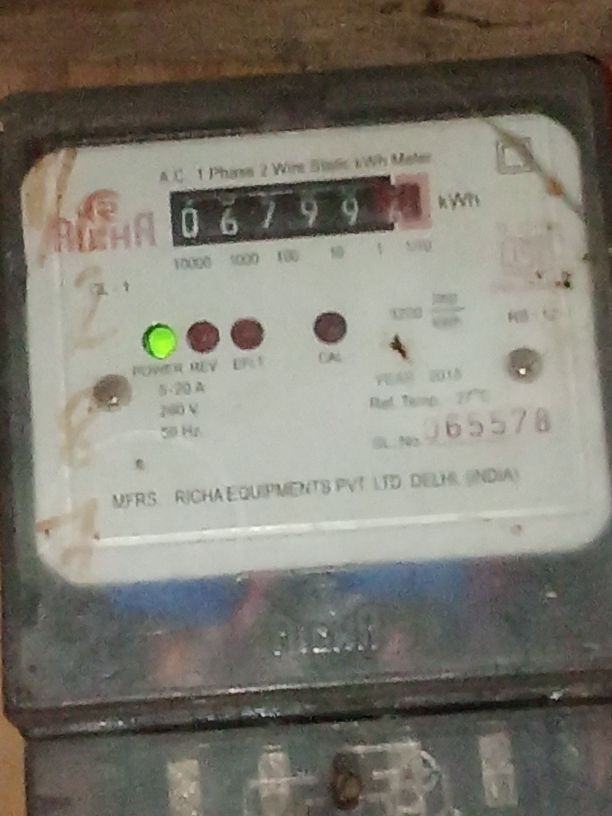 A.C. 1 Phase 2 Wire Static kWh Meter
RICHA
0 6 7 9 9
kWh
10000 1000 100 10 1 1/10
POWER REV E/L1 CAL
5-20 A
240 V
50 Hz.
YEAR
Ref. Temp. 27°C
SL. No. 065578
MFRS. RICHA EQUIPMENTS PVT. LTD. DELHI. (INDIA)
RICHA